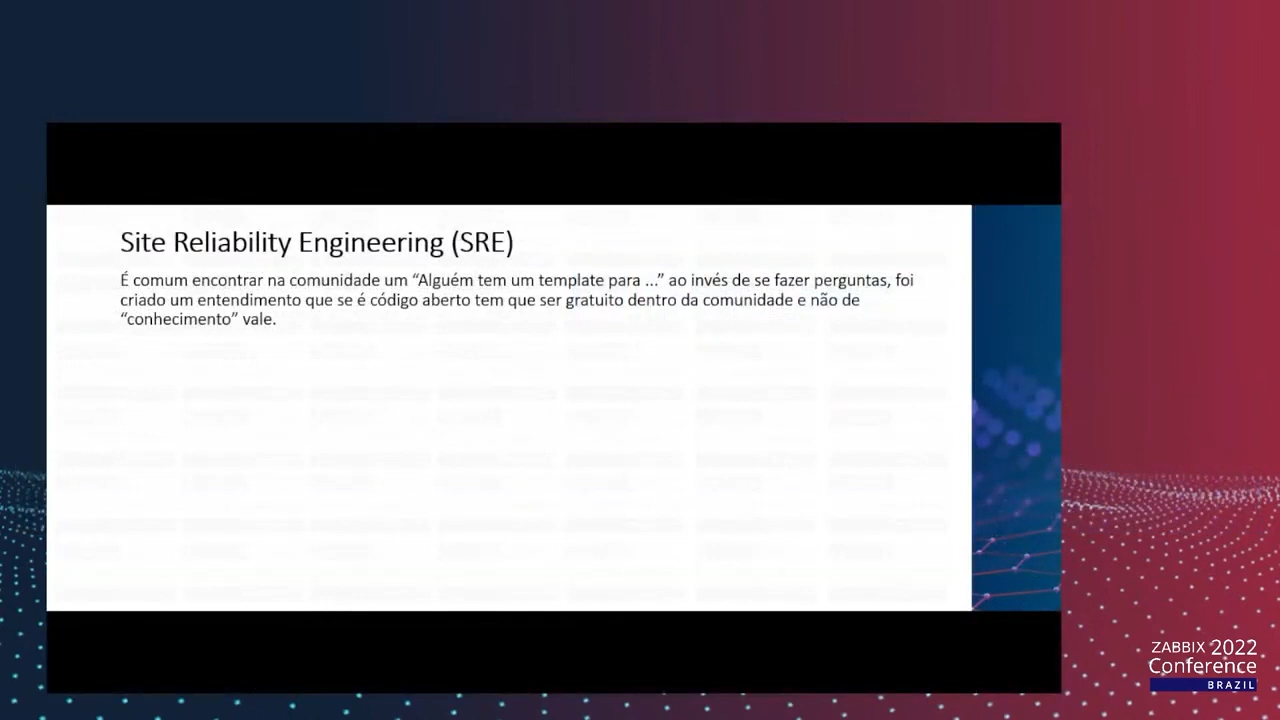 Site Reliability Engineering (SRE)
É comum encontrar na comunidade um “Alguém tem um template para ...” ao invés de se fazer perguntas, foi
criado um entendimento que se é código aberto tem que ser gratuito dentro da comunidade e não de
“conhecimento” vale.
ZABBIX 2022
Conference
BRAZIL